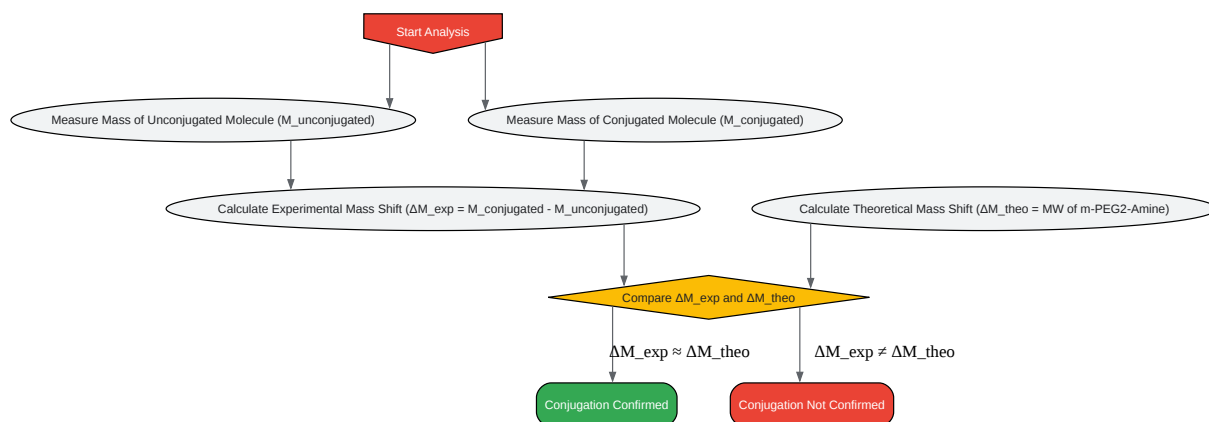 Start Analysis
Measure Mass of Unconjugated Molecule (M_unconjugated)
Measure Mass of Conjugated Molecule (M_conjugated)
Calculate Experimental Mass Shift (ΔM_exp = M_conjugated - M_unconjugated)
Calculate Theoretical Mass Shift (ΔM_theo = MW of m-PEG2-Amine)
Compare ΔM_exp and ΔM_theo
ΔM_exp ≈ ΔM_theo
ΔM_exp ≠ ΔM_theo
Conjugation Confirmed
Conjugation Not Confirmed